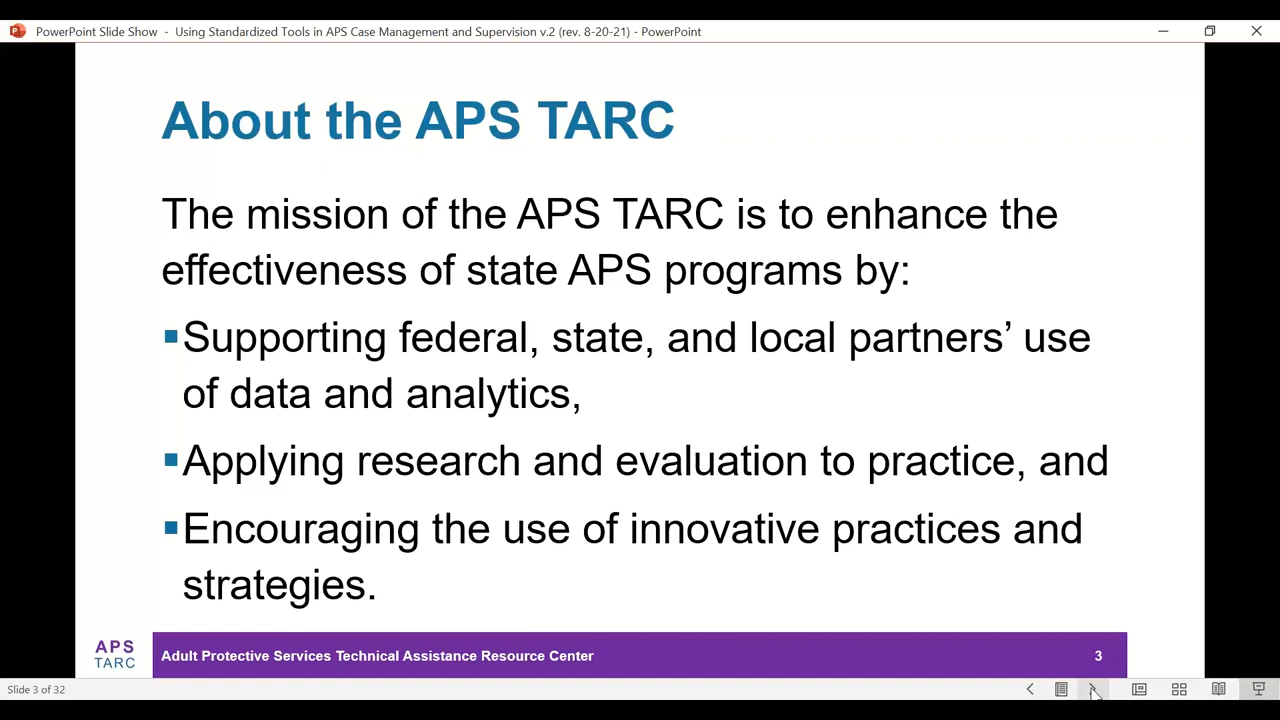 PowerPoint Slide Show - Using Standardized Tools in APS Case Management and Supervision v.2 (rev. 8-20-21) - PowerPoint
About the APS TARC
The mission of the APS TARC is to enhance the
effectiveness of state APS programs by:
▪Supporting federal, state, and local partners’ use
of data and analytics,
▪Applying research and evaluation to practice, and
▪Encouraging the use of innovative practices and
strategies.
APS
TARC
Adult Protective Services Technical Assistance Resource Center
3
Slide 3 of 32